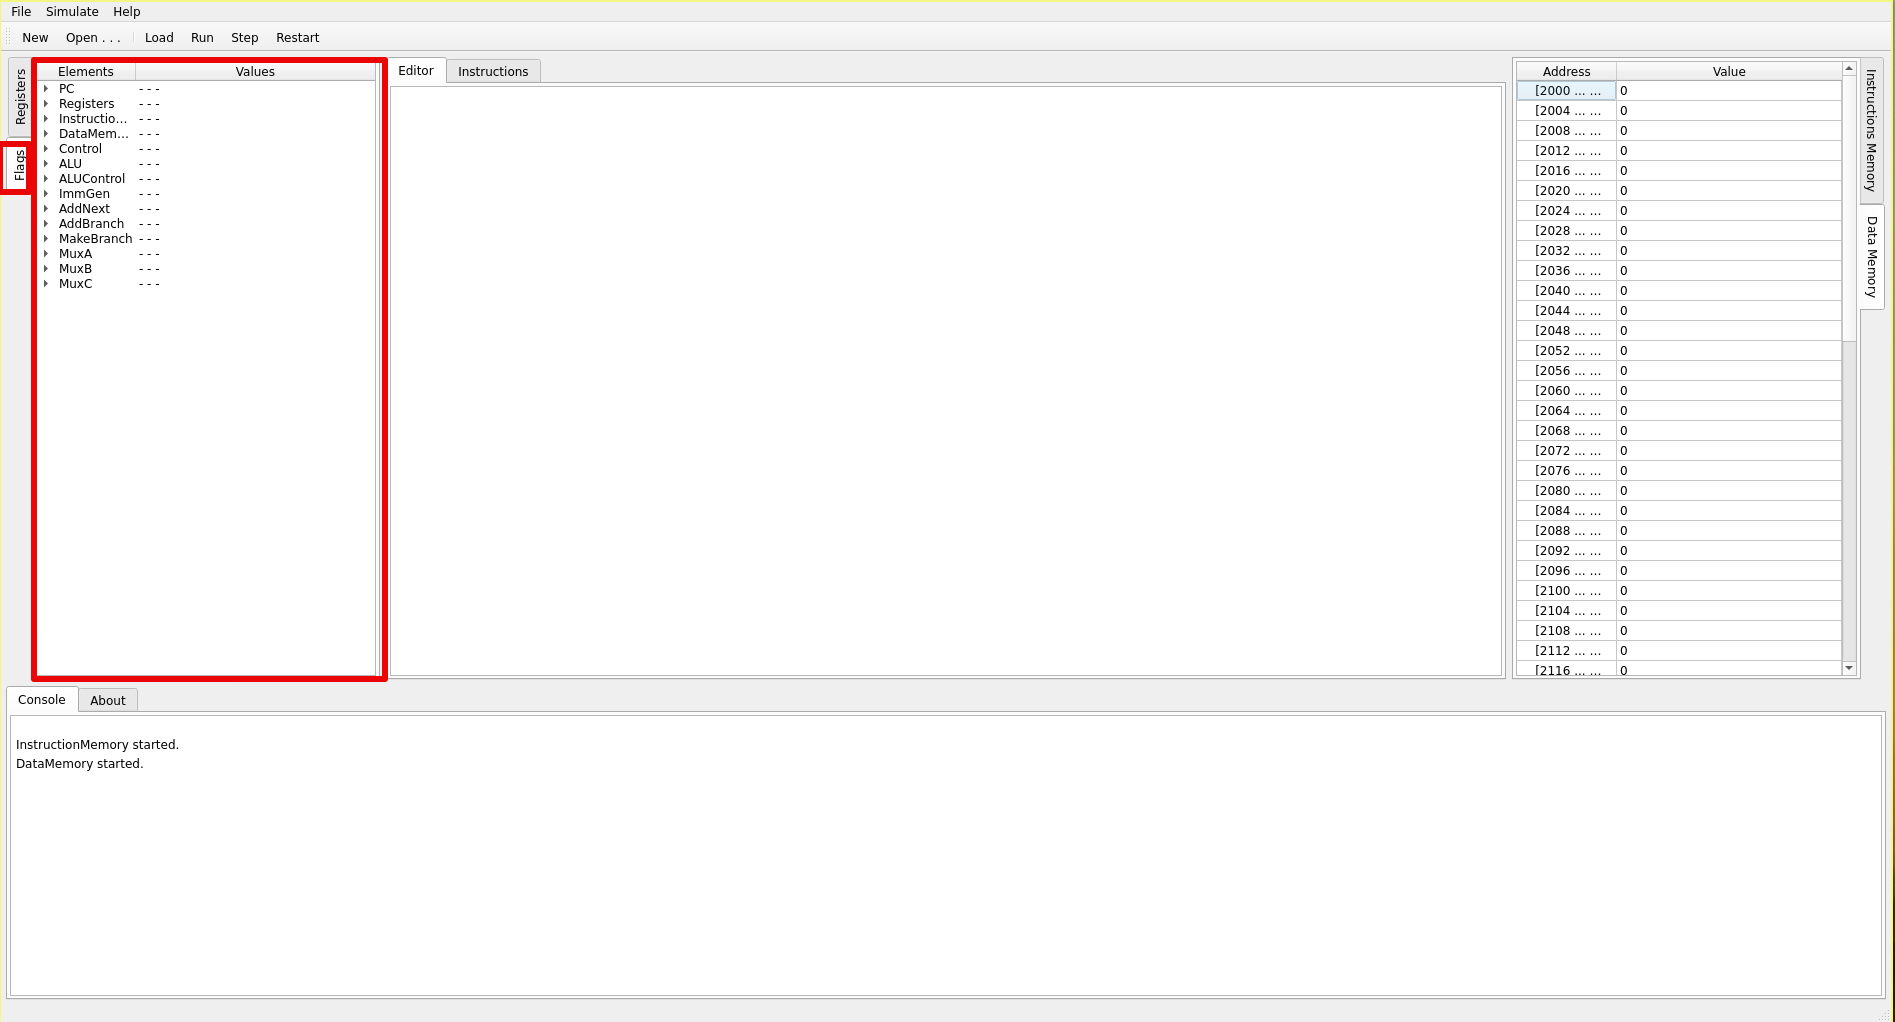 File Simulate Help
New Open . . . Load Run Step Restart
Registers
Flags
Elements Values
PC - - -
Registers - - -
Instructio... - - -
DataMem... - - -
Control - - -
ALU - - -
ALUControl - - -
ImmGen - - -
AddNext - - -
AddBranch - - -
MakeBranch - - -
MuxA - - -
MuxB - - -
MuxC - - -
Editor Instructions
Address Value
[2000 ... ... 0
[2004 ... ... 0
[2008 ... ... 0
[2012 ... ... 0
[2016 ... ... 0
[2020 ... ... 0
[2024 ... ... 0
[2028 ... ... 0
[2032 ... ... 0
[2036 ... ... 0
[2040 ... ... 0
[2044 ... ... 0
[2048 ... ... 0
[2052 ... ... 0
[2056 ... ... 0
[2060 ... ... 0
[2064 ... ... 0
[2068 ... ... 0
[2072 ... ... 0
[2076 ... ... 0
[2080 ... ... 0
[2084 ... ... 0
[2088 ... ... 0
[2092 ... ... 0
[2096 ... ... 0
[2100 ... ... 0
[2104 ... ... 0
[2108 ... ... 0
[2112 ... ... 0
[2116 ... ... 0
Instructions Memory
Data Memory
Console About
InstructionMemory started.
DataMemory started.